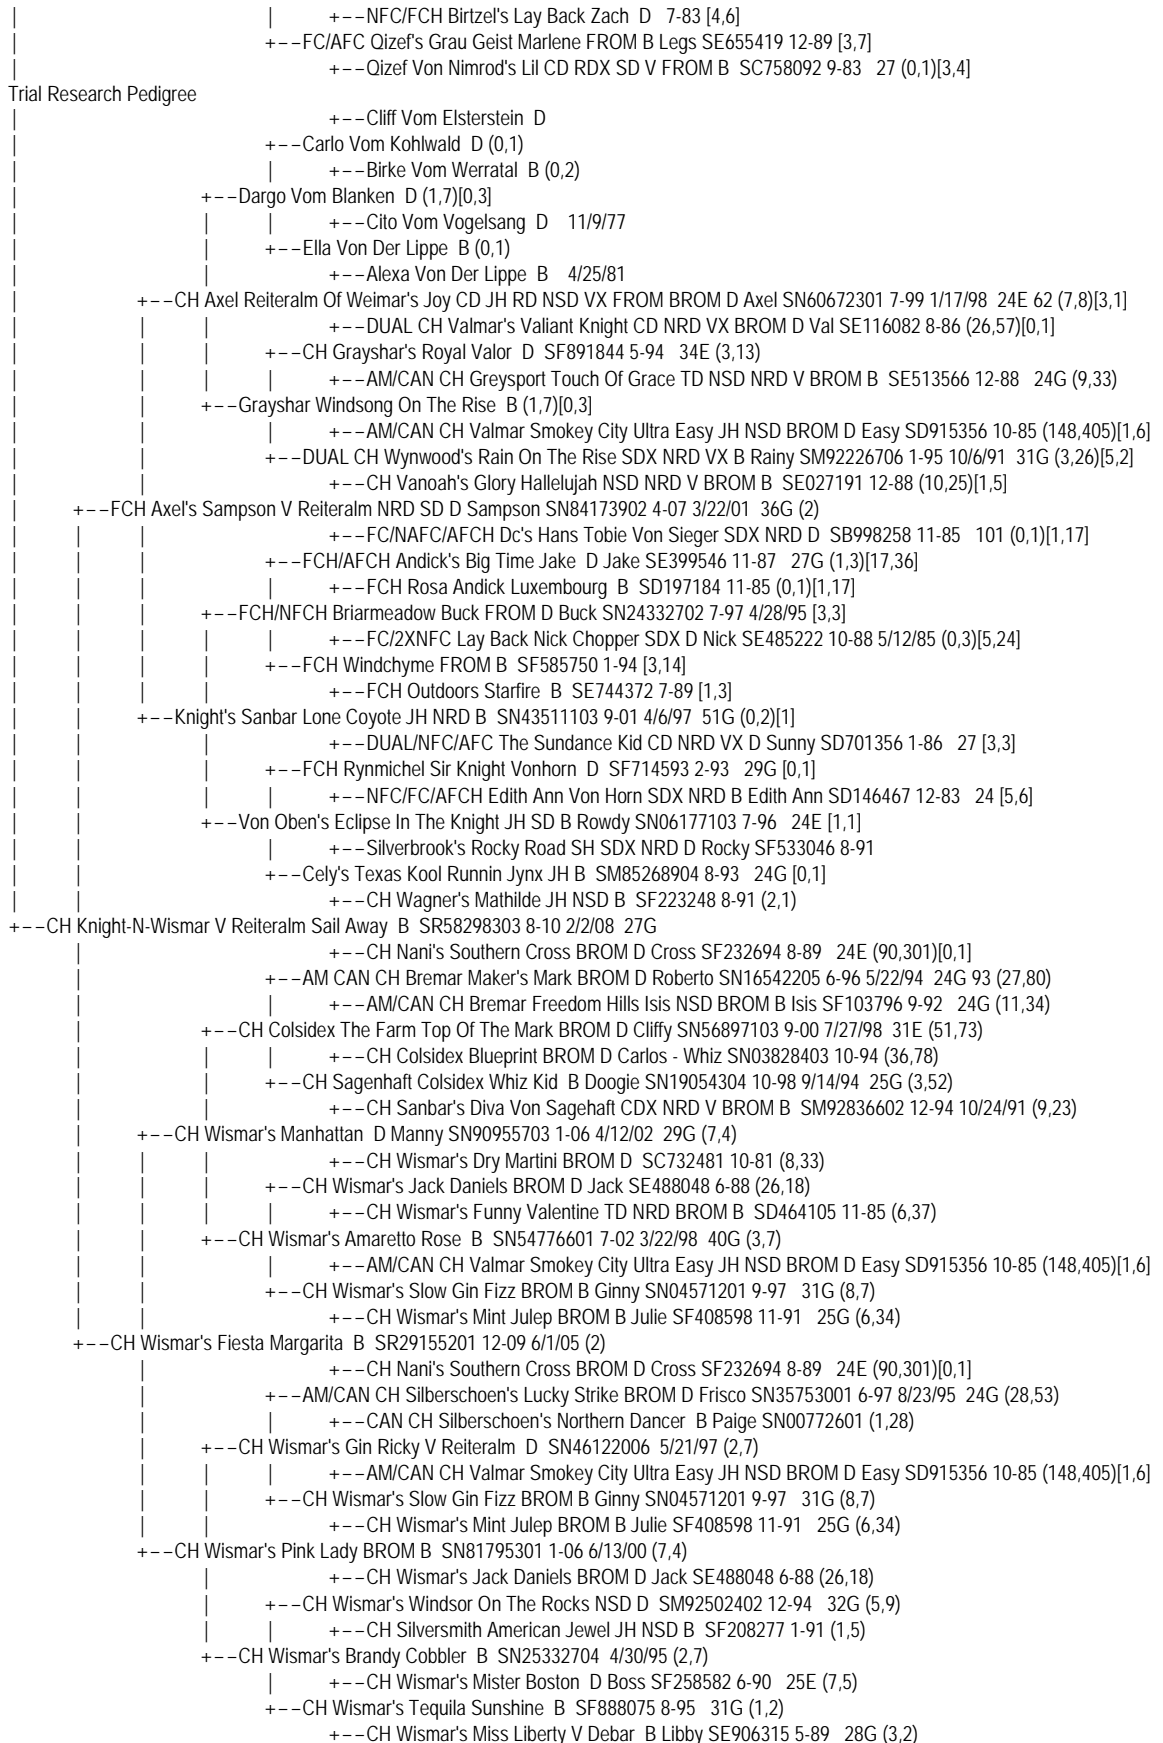 +--NFC/FCH Birtzel's Lay Back Zach D 7-83 [4,6]
+--FC/AFC Qizef's Grau Geist Marlene FROM B Legs SE655419 12-89 [3,7]
+--Qizef Von Nimrod's Lil CD RDX SD V FROM B SC758092 9-83 27 (0,1)[3,4]
Trial Research Pedigree
+--Cliff Vom Elsterstein D
+--Carlo Vom Kohlwald D (0,1)
+--Birke Vom Werratal B (0,2)
+--Dargo Vom Blanken D (1,7)[0,3]
+--Cito Vom Vogelsang D 11/9/77
+--Ella Von Der Lippe B (0,1)
+--Alexa Von Der Lippe B 4/25/81
+--CH Axel Reiteralm Of Weimar's Joy CD JH RD NSD VX FROM BROM D Axel SN60672301 7-99 1/17/98 24E 62 (7,8)[3,1]
+--DUAL CH Valmar's Valiant Knight CD NRD VX BROM D Val SE116082 8-86 (26,57)[0,1]
+--CH Grayshar's Royal Valor D SF891844 5-94 34E (3,13)
+--AM/CAN CH Greysport Touch Of Grace TD NSD NRD V BROM B SE513566 12-88 24G (9,33)
+--Grayshar Windsong On The Rise B (1,7)[0,3]
+--AM/CAN CH Valmar Smokey City Ultra Easy JH NSD BROM D Easy SD915356 10-85 (148,405)[1,6]
+--DUAL CH Wynwood's Rain On The Rise SDX NRD VX B Rainy SM92226706 1-95 10/6/91 31G (3,26)[5,2]
+--CH Vanoah's Glory Hallelujah NSD NRD V BROM B SE027191 12-88 (10,25)[1,5]
+--FCH Axel's Sampson V Reiteralm NRD SD D Sampson SN84173902 4-07 3/22/01 36G (2)
+--FC/NAFC/AFCH Dc's Hans Tobie Von Sieger SDX NRD D SB998258 11-85 101 (0,1)[1,17]
+--FCH/AFCH Andick's Big Time Jake D Jake SE399546 11-87 27G (1,3)[17,36]
+--FCH Rosa Andick Luxembourg B SD197184 11-85 (0,1)[1,17]
+--FCH/NFCH Briarmeadow Buck FROM D Buck SN24332702 7-97 4/28/95 [3,3]
+--FC/2XNFC Lay Back Nick Chopper SDX D Nick SE485222 10-88 5/12/85 (0,3)[5,24]
+--FCH Windchyme FROM B SF585750 1-94 [3,14]
+--FCH Outdoors Starfire B SE744372 7-89 [1,3]
+--Knight's Sanbar Lone Coyote JH NRD B SN43511103 9-01 4/6/97 51G (0,2)[1]
+--DUAL/NFC/AFC The Sundance Kid CD NRD VX D Sunny SD701356 1-86 27 [3,3]
+--FCH Rynmichel Sir Knight Vonhorn D SF714593 2-93 29G [0,1]
+--NFC/FC/AFCH Edith Ann Von Horn SDX NRD B Edith Ann SD146467 12-83 24 [5,6]
+--Von Oben's Eclipse In The Knight JH SD B Rowdy SN06177103 7-96 24E [1,1]
+--Silverbrook's Rocky Road SH SDX NRD D Rocky SF533046 8-91
+--Cely's Texas Kool Runnin Jynx JH B SM85268904 8-93 24G [0,1]
+--CH Wagner's Mathilde JH NSD B SF223248 8-91 (2,1)
+--CH Knight-N-Wismar V Reiteralm Sail Away B SR58298303 8-10 2/2/08 27G
+--CH Nani's Southern Cross BROM D Cross SF232694 8-89 24E (90,301)[0,1]
+--AM CAN CH Bremar Maker's Mark BROM D Roberto SN16542205 6-96 5/22/94 24G 93 (27,80)
+--AM/CAN CH Bremar Freedom Hills Isis NSD BROM B Isis SF103796 9-92 24G (11,34)
+--CH Colsidex The Farm Top Of The Mark BROM D Cliffy SN56897103 9-00 7/27/98 31E (51,73)
+--CH Colsidex Blueprint BROM D Carlos - Whiz SN03828403 10-94 (36,78)
+--CH Sagenhaft Colsidex Whiz Kid B Doogie SN19054304 10-98 9/14/94 25G (3,52)
+--CH Sanbar's Diva Von Sagehaft CDX NRD V BROM B SM92836602 12-94 10/24/91 (9,23)
+--CH Wismar's Manhattan D Manny SN90955703 1-06 4/12/02 29G (7,4)
+--CH Wismar's Dry Martini BROM D SC732481 10-81 (8,33)
+--CH Wismar's Jack Daniels BROM D Jack SE488048 6-88 (26,18)
+--CH Wismar's Funny Valentine TD NRD BROM B SD464105 11-85 (6,37)
+--CH Wismar's Amaretto Rose B SN54776601 7-02 3/22/98 40G (3,7)
+--AM/CAN CH Valmar Smokey City Ultra Easy JH NSD BROM D Easy SD915356 10-85 (148,405)[1,6]
+--CH Wismar's Slow Gin Fizz BROM B Ginny SN04571201 9-97 31G (8,7)
+--CH Wismar's Mint Julep BROM B Julie SF408598 11-91 25G (6,34)
+--CH Wismar's Fiesta Margarita B SR29155201 12-09 6/1/05 (2)
+--CH Nani's Southern Cross BROM D Cross SF232694 8-89 24E (90,301)[0,1]
+--AM/CAN CH Silberschoen's Lucky Strike BROM D Frisco SN35753001 6-97 8/23/95 24G (28,53)
+--CAN CH Silberschoen's Northern Dancer B Paige SN00772601 (1,28)
+--CH Wismar's Gin Ricky V Reiteralm D SN46122006 5/21/97 (2,7)
+--AM/CAN CH Valmar Smokey City Ultra Easy JH NSD BROM D Easy SD915356 10-85 (148,405)[1,6]
+--CH Wismar's Slow Gin Fizz BROM B Ginny SN04571201 9-97 31G (8,7)
+--CH Wismar's Mint Julep BROM B Julie SF408598 11-91 25G (6,34)
+--CH Wismar's Pink Lady BROM B SN81795301 1-06 6/13/00 (7,4)
+--CH Wismar's Jack Daniels BROM D Jack SE488048 6-88 (26,18)
+--CH Wismar's Windsor On The Rocks NSD D SM92502402 12-94 32G (5,9)
+--CH Silversmith American Jewel JH NSD B SF208277 1-91 (1,5)
+--CH Wismar's Brandy Cobbler B SN25332704 4/30/95 (2,7)
+--CH Wismar's Mister Boston D Boss SF258582 6-90 25E (7,5)
+--CH Wismar's Tequila Sunshine B SF888075 8-95 31G (1,2)
+--CH Wismar's Miss Liberty V Debar B Libby SE906315 5-89 28G (3,2)